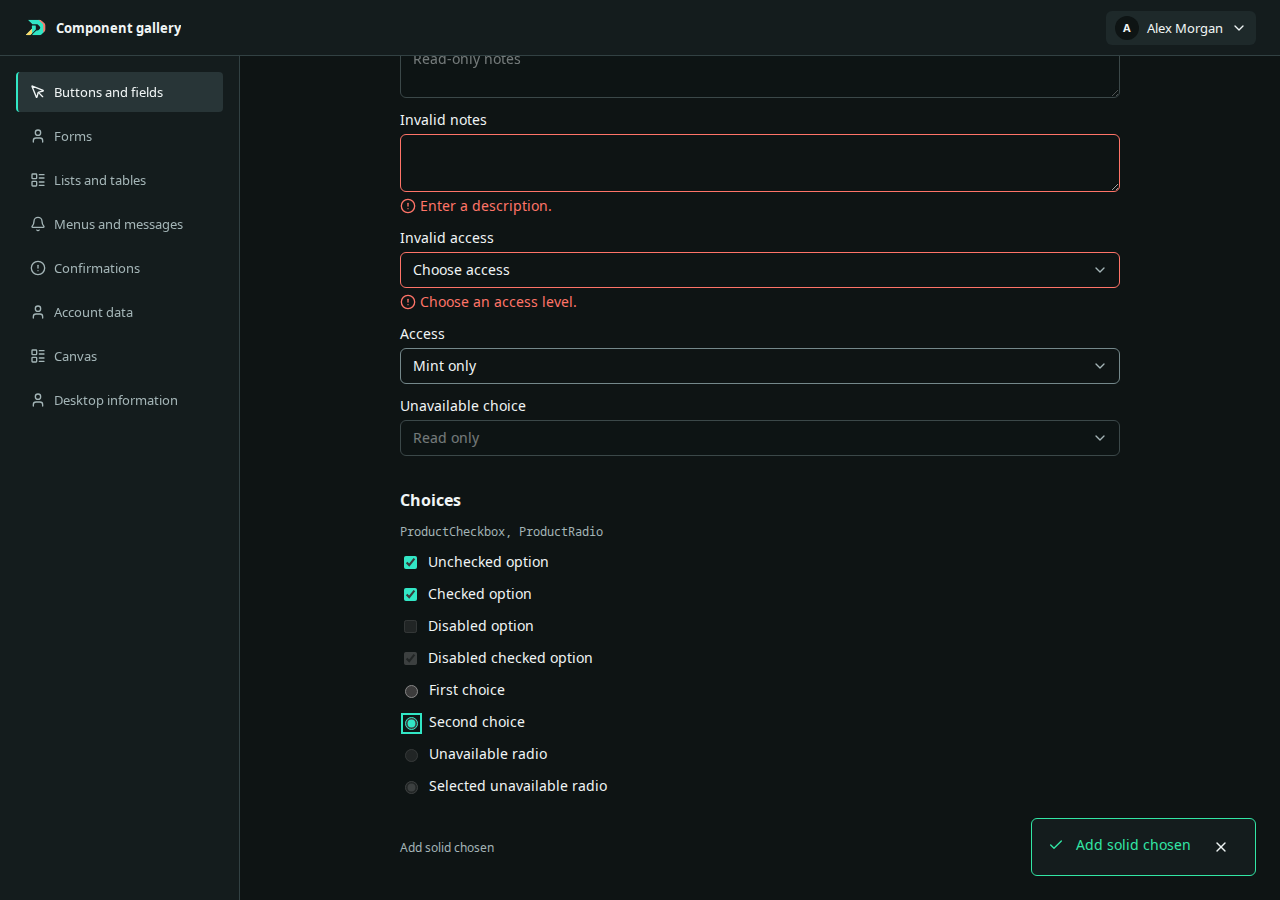 Component gallery
A
Alex Morgan
Buttons and fields
Forms
Lists and tables
Menus and messages
Confirmations
Account data
Canvas
Desktop information
Read-only notes
Invalid notes
Enter a description.
Invalid access
Choose access
Choose an access level.
Access
Mint only
Unavailable choice
Read only
Choices
ProductCheckbox, ProductRadio
Unchecked option
Checked option
Disabled option
Disabled checked option
First choice
Second choice
Unavailable radio
Selected unavailable radio
Add solid chosen
Add solid chosen